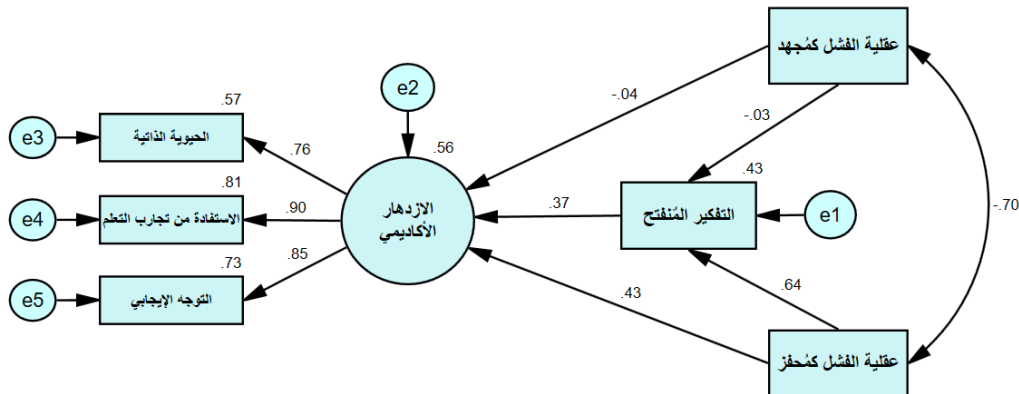 عقلية الفشل كمُجهد
e2
-.04
.57
e3
الحيوية الذاتية
-.03
.76
.56
.43
.81
e4
الاستفادة من تجارب التعلم
.90
الازدهار
الأكاديمي
.37
التفكير المُنفتح
e1
-.70
.73
.85
e5
التوجه الإيجابي
.43
.64
عقلية الفشل كمُحفز